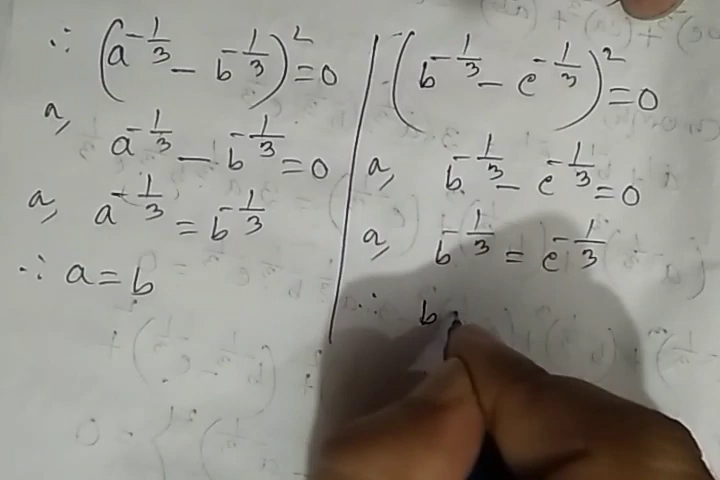 ∴ (a^{-1/3} - b^{-1/3})^2 = 0
a, a^{-1/3} - b^{-1/3} = 0
a, a^{-1/3} = b^{-1/3}
∴ a = b
(b^{-1/3} - c^{-1/3})^2 = 0
a, b^{-1/3} - c^{-1/3} = 0
a, b^{-1/3} = c^{-1/3}
∴ b